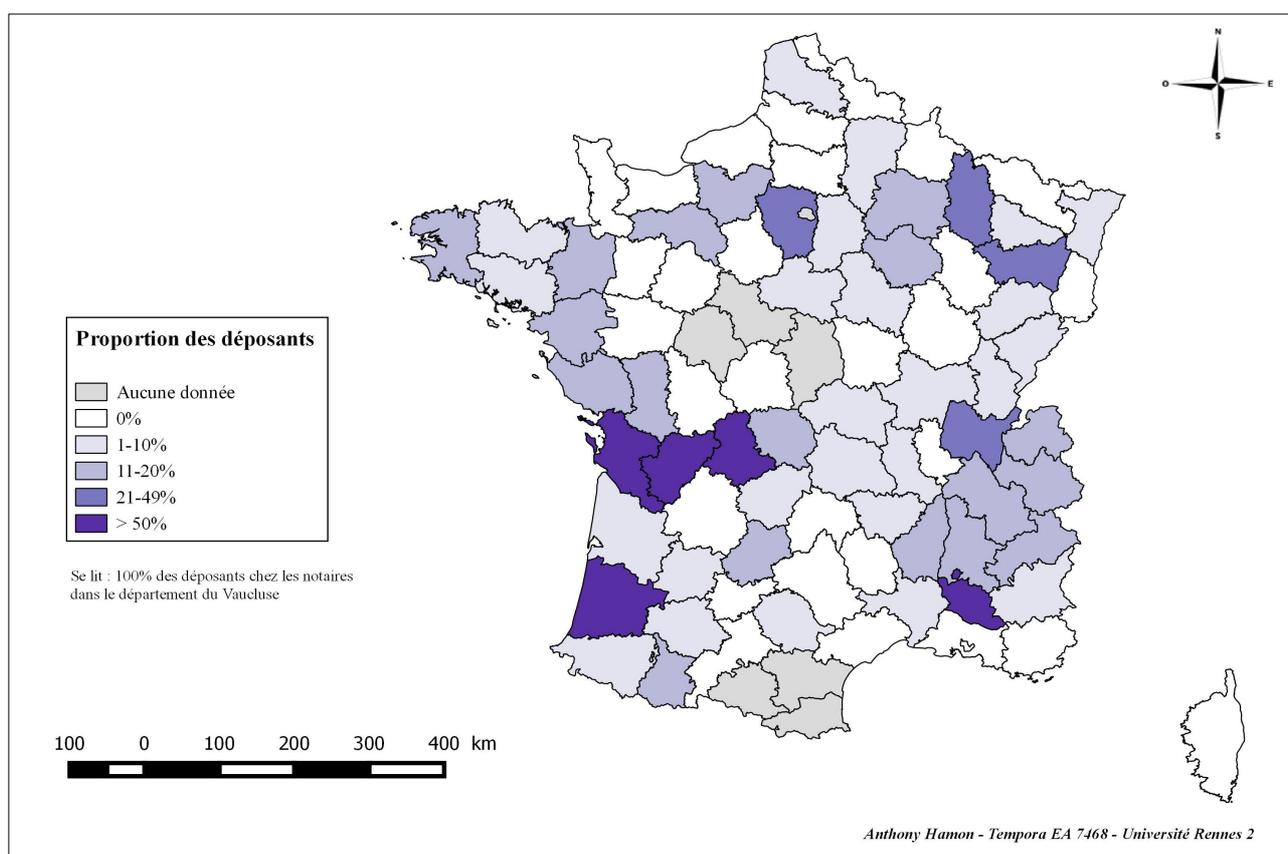 N
O
E
S
Proportion des déposants
Aucune donnée
0%
1-10%
11-20%
21-49%
> 50%
Se lit : 100% des déposants chez les notaires
dans le département du Vaucluse
100 0 100 200 300 400 km
Anthony Hamon - Tempora EA 7468 - Université Rennes 2